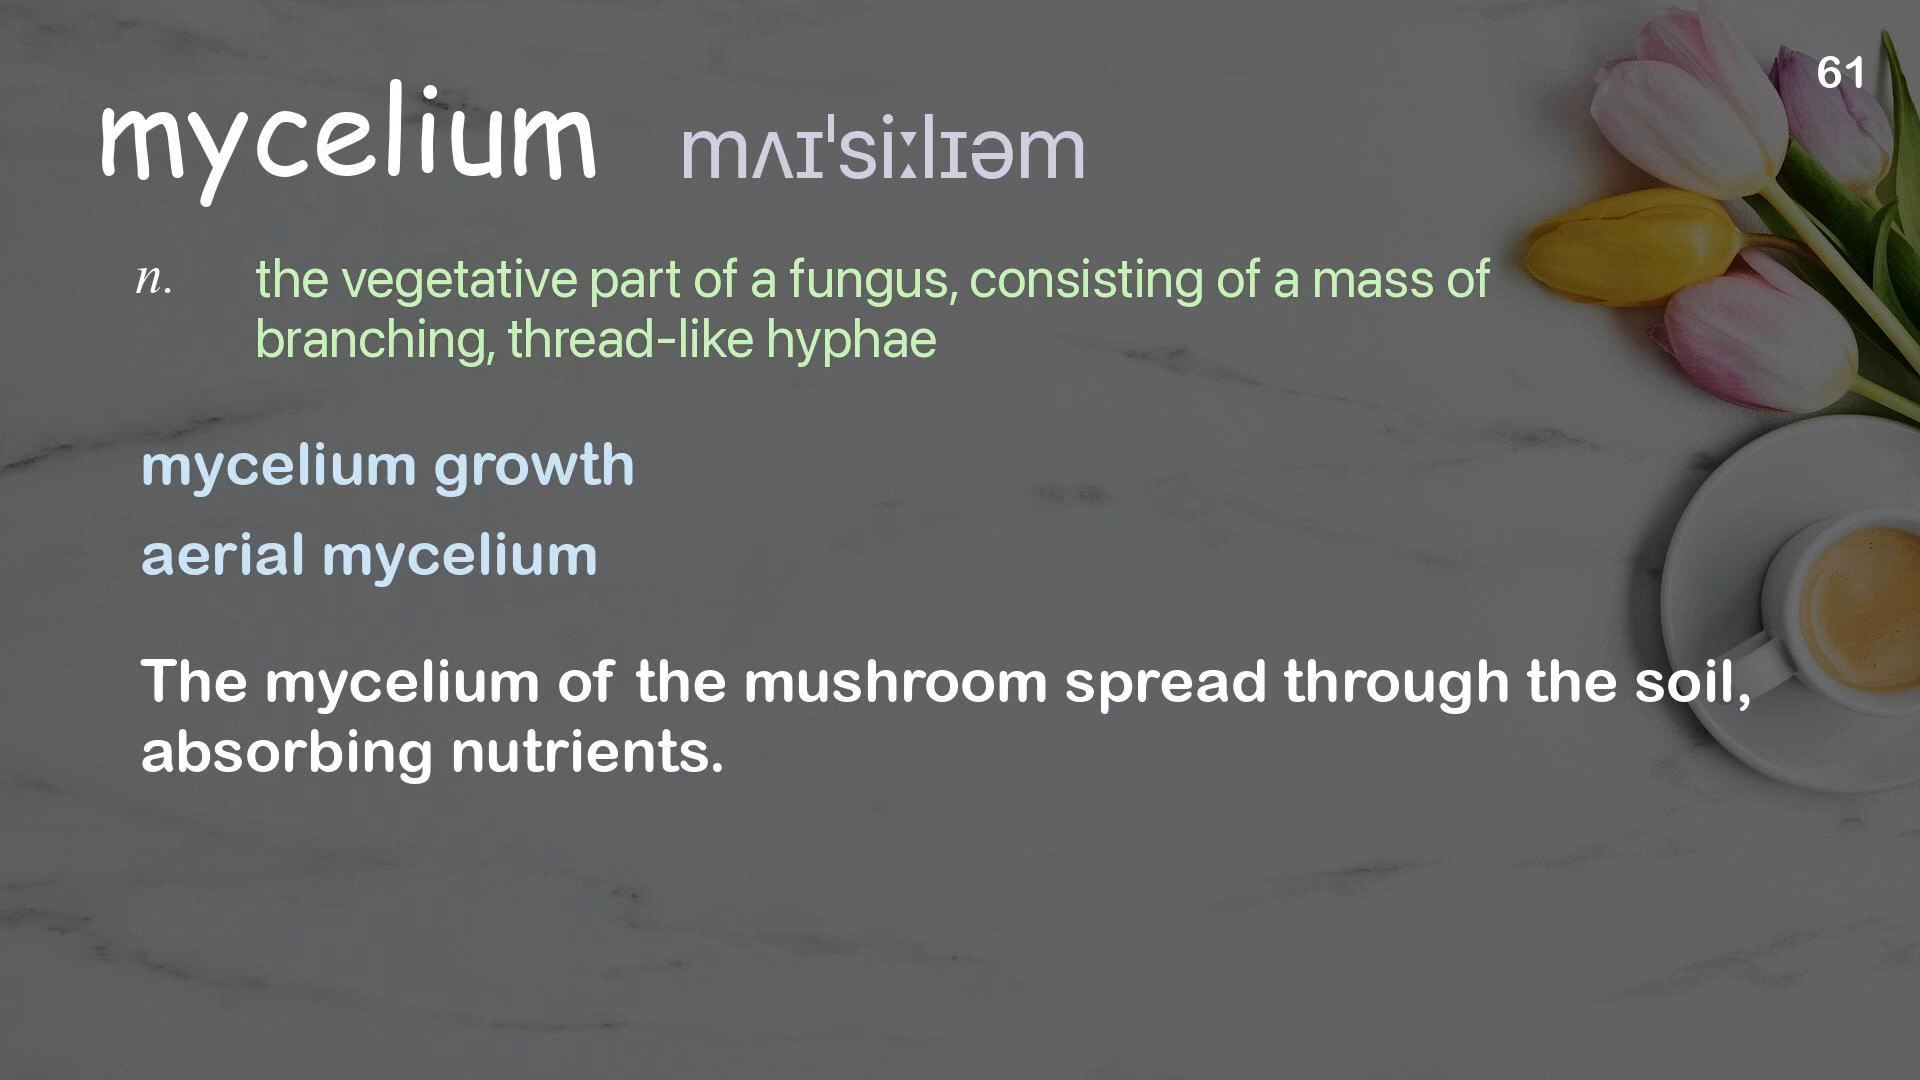 61
mycelium mʌɪˈsiːlɪəm
n. the vegetative part of a fungus, consisting of a mass of
branching, thread-like hyphae
mycelium growth
aerial mycelium
The mycelium of the mushroom spread through the soil,
absorbing nutrients.